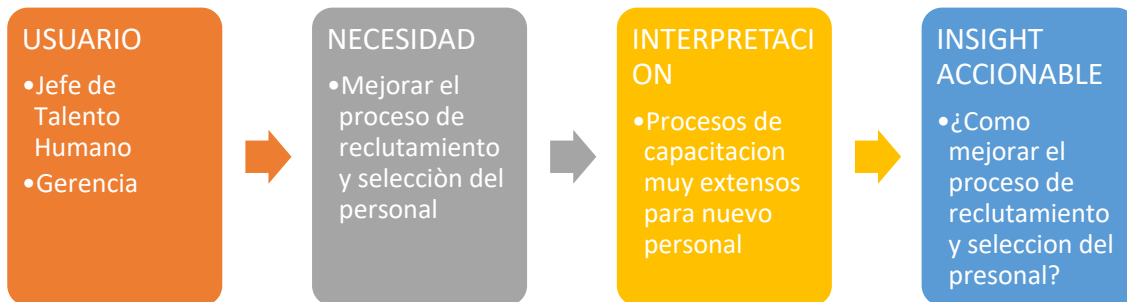 USUARIO
•Jefe de
Talento
Humano
•Gerencia
NECESIDAD
•Mejorar el
proceso de
reclutamiento
y selecciòn del
personal
INTERPRETACI
ON
•Procesos de
capacitacion
muy extensos
para nuevo
personal
INSIGHT
ACCIONABLE
•¿Como
mejorar el
proceso de
reclutamiento
y seleccion del
presonal?